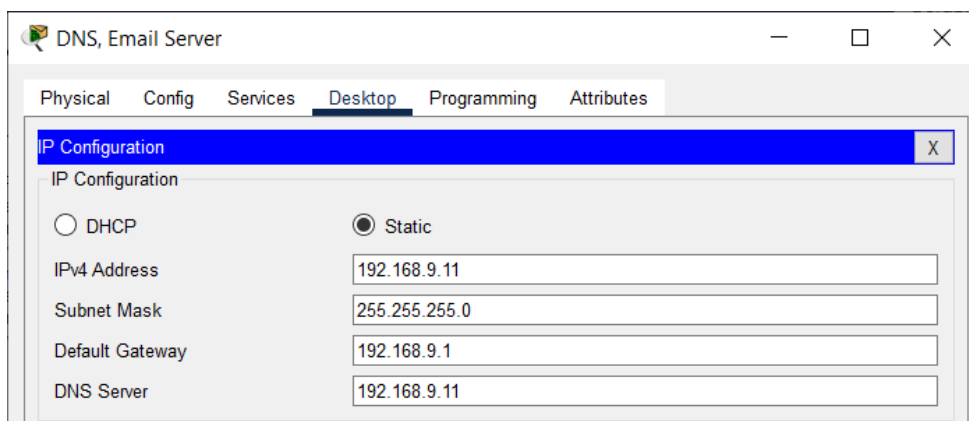 DNS, Email Server
Physical Config Services Desktop Programming Attributes
IP Configuration X
IP Configuration
DHCP Static
IPv4 Address 192.168.9.11
Subnet Mask 255.255.255.0
Default Gateway 192.168.9.1
DNS Server 192.168.9.11